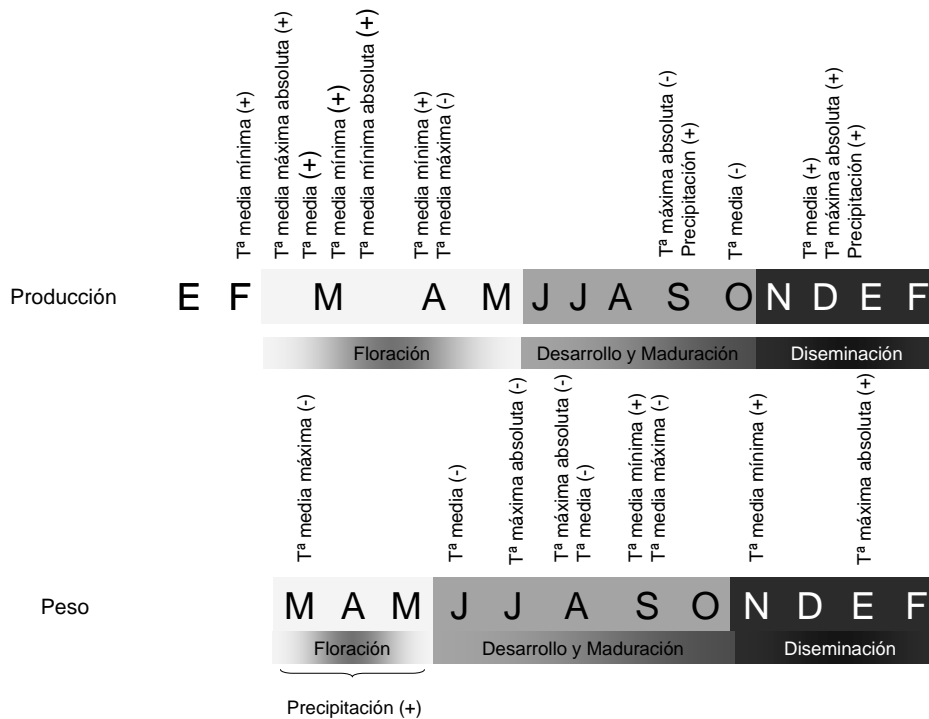 Tª media mínima (+)
Tª media máxima absoluta (+)
Tª media (+)
Tª media mínima (+)
Tª media mínima absoluta (+)
Tª media mínima (+)
Tª media máxima (-)
Tª máxima absoluta (-)
Precipitación (+)
Tª media (-)
Tª media (+)
Tª máxima absoluta (+)
Precipitación (+)
Producción E F M A M J J A S O N D E F
Floración Desarrollo y Maduración Diseminación
Tª media máxima (-)
Tª media (-)
Tª máxima absoluta (-)
Tª máxima absoluta (-)
Tª media (-)
Tª media mínima (+)
Tª media máxima (-)
Tª media mínima (+)
Tª máxima absoluta (+)
Peso M A M J J A S O N D E F
Floración Desarrollo y Maduración Diseminación
Precipitación (+)